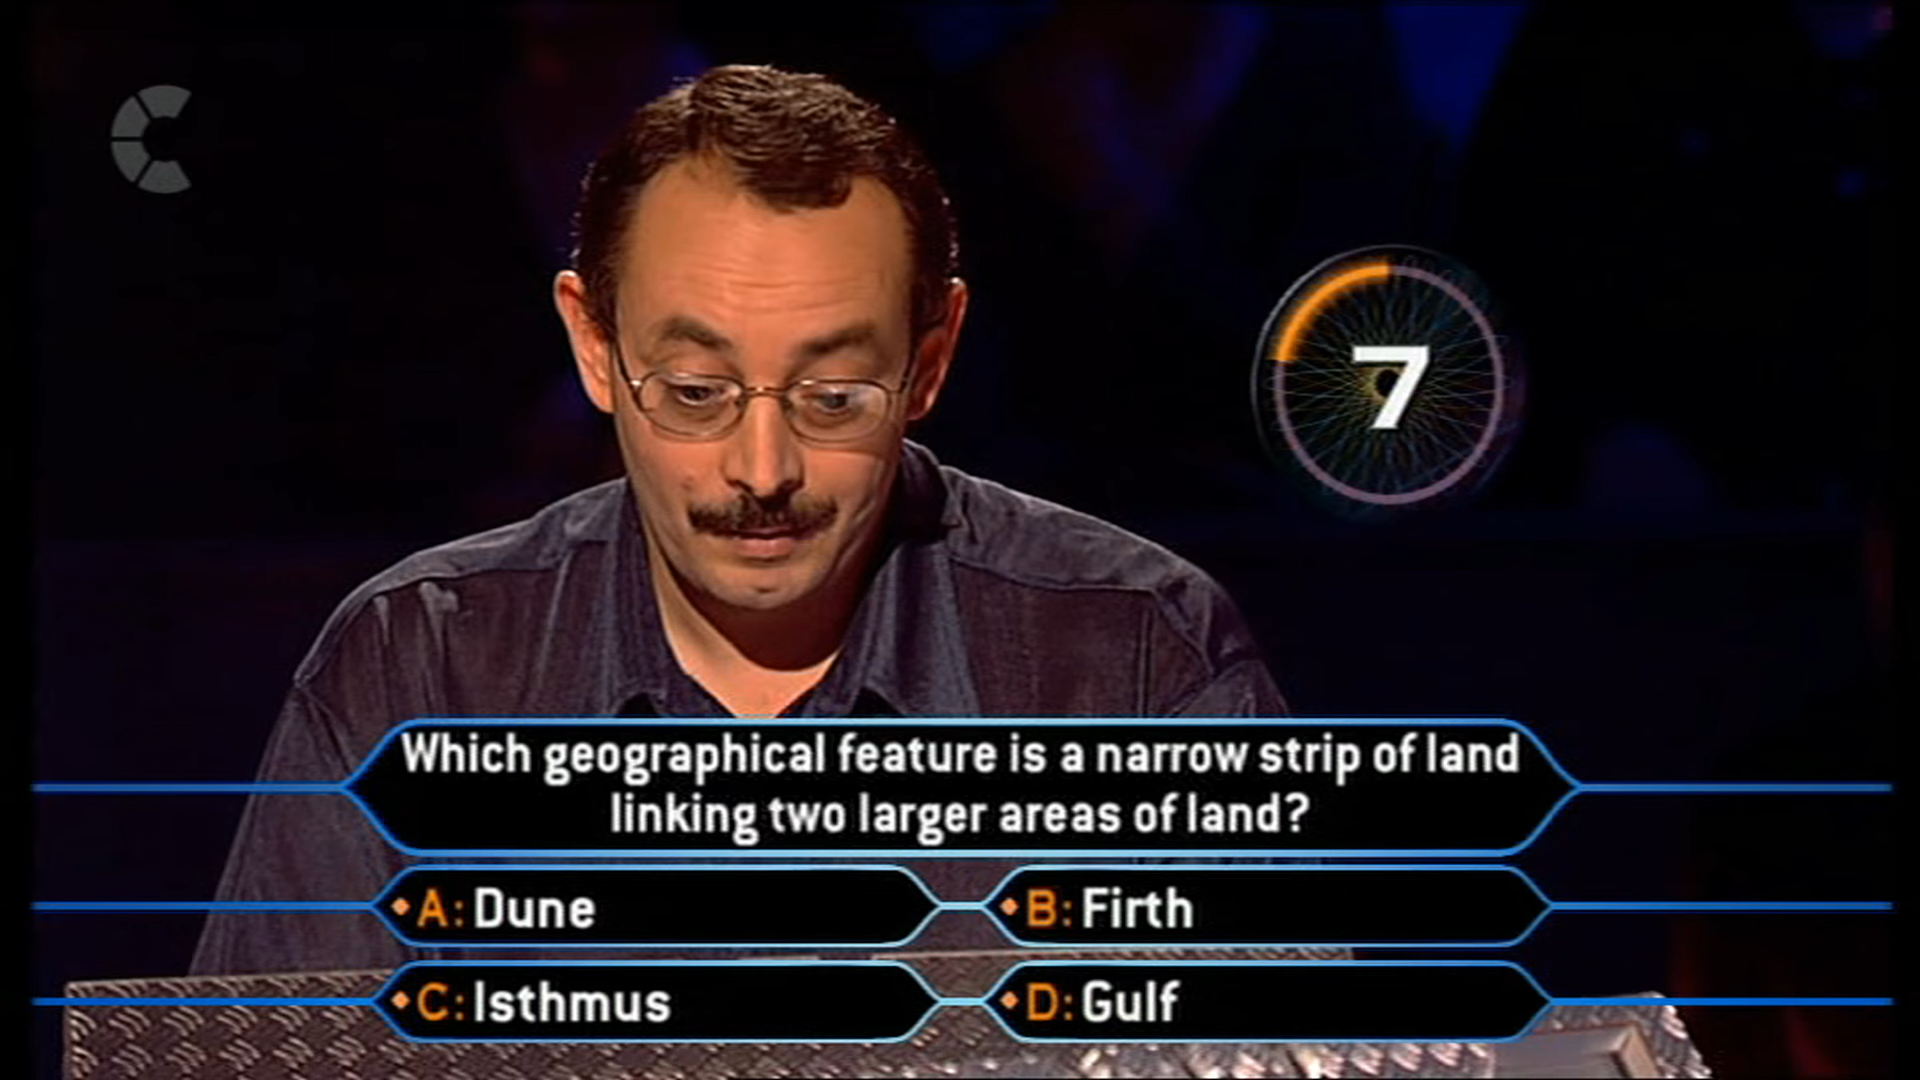 7
Which geographical feature is a narrow strip of land
linking two larger areas of land?
A: Dune
B: Firth
C: Isthmus
D: Gulf